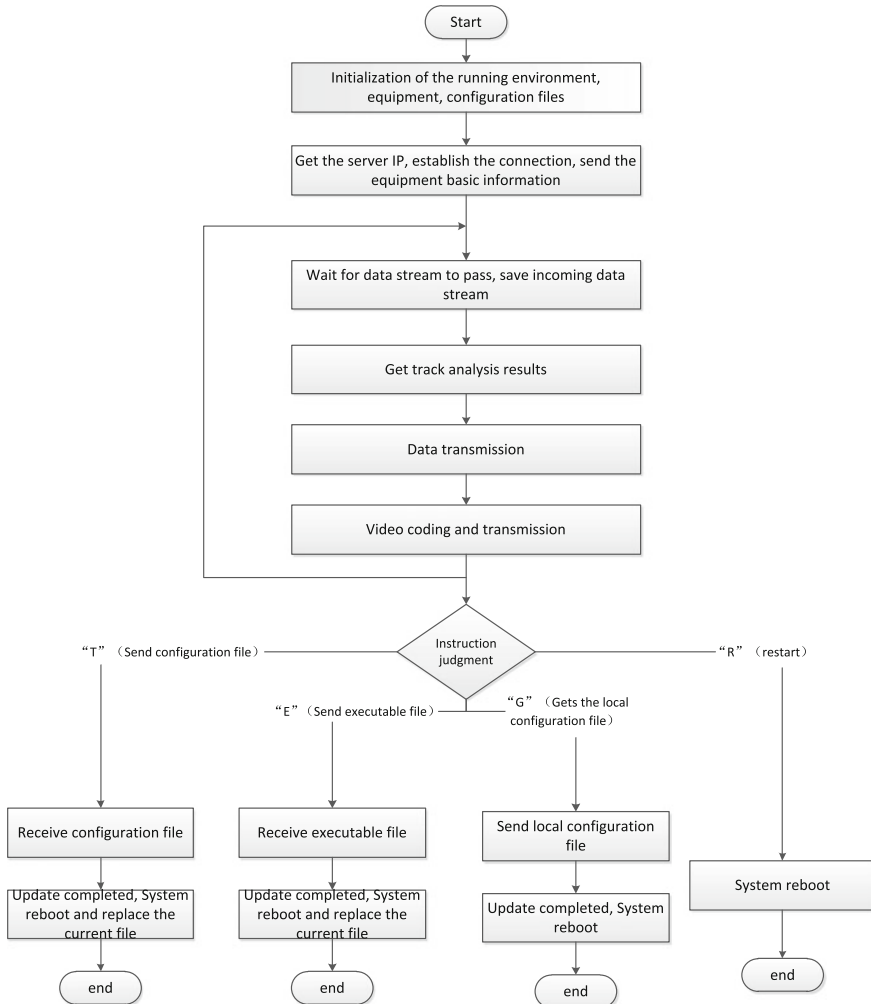 Start
Initialization of the running environment,
equipment, configuration files
Get the server IP, establish the connection, send the
equipment basic information
Wait for data stream to pass, save incoming data
stream
Get track analysis results
Data transmission
Video coding and transmission
Instruction
judgment
“T”（Send configuration file）
“R”（restart）
“E”（Send executable file）
“G”（Gets the local
configuration file）
Receive configuration file
Receive executable file
Send local configuration
file
System reboot
Update completed, System
reboot and replace the
current file
Update completed, System
reboot and replace the
current file
Update completed, System
reboot
end
end
end
end